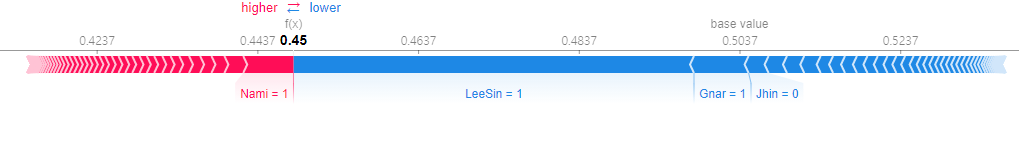 higher ⇄ lower
f(x) base value
0.4237 0.4437 0.45 0.4637 0.4837 0.5037 0.5237
Nami = 1 LeeSin = 1 Gnar = 1 Jhin = 0